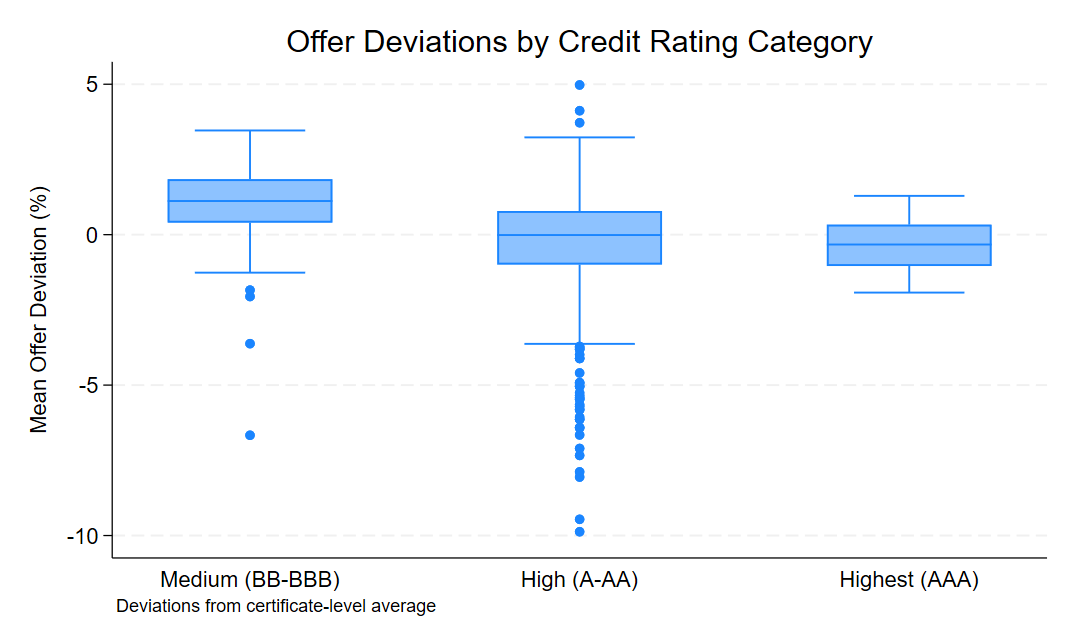 Offer Deviations by Credit Rating Category
Mean Offer Deviation (%)
5
0
-5
-10
Medium (BB-BBB)
High (A-AA)
Highest (AAA)
Deviations from certificate-level average